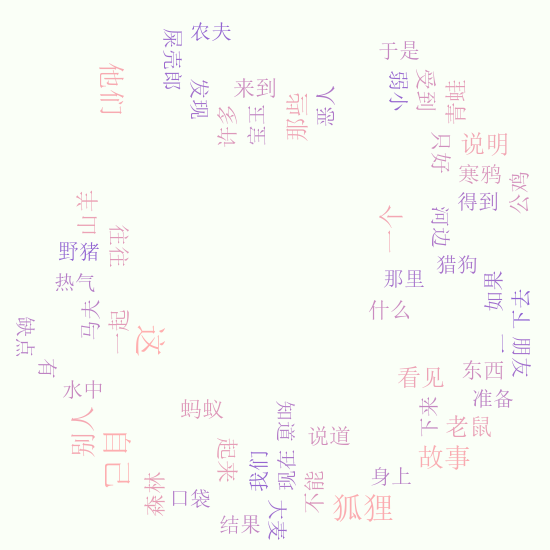 农夫
屎壳郎
于是
他们
发现
来到
许多
宝玉
那些
恶人
弱小
受到
青蛙
只好
说明
寒鸦
公鸡
得到
山羊
往往
一个
河边
野猪
热气
那里
猎狗
如果
马夫
一起
这
什么
一下子
朋友
缺点
有
水中
看见
东西
准备
下来
老鼠
别人
自己
蚂蚁
知道
说道
故事
起来
我们
现在
不能
身上
森林
口袋
结果
大麦
狐狸